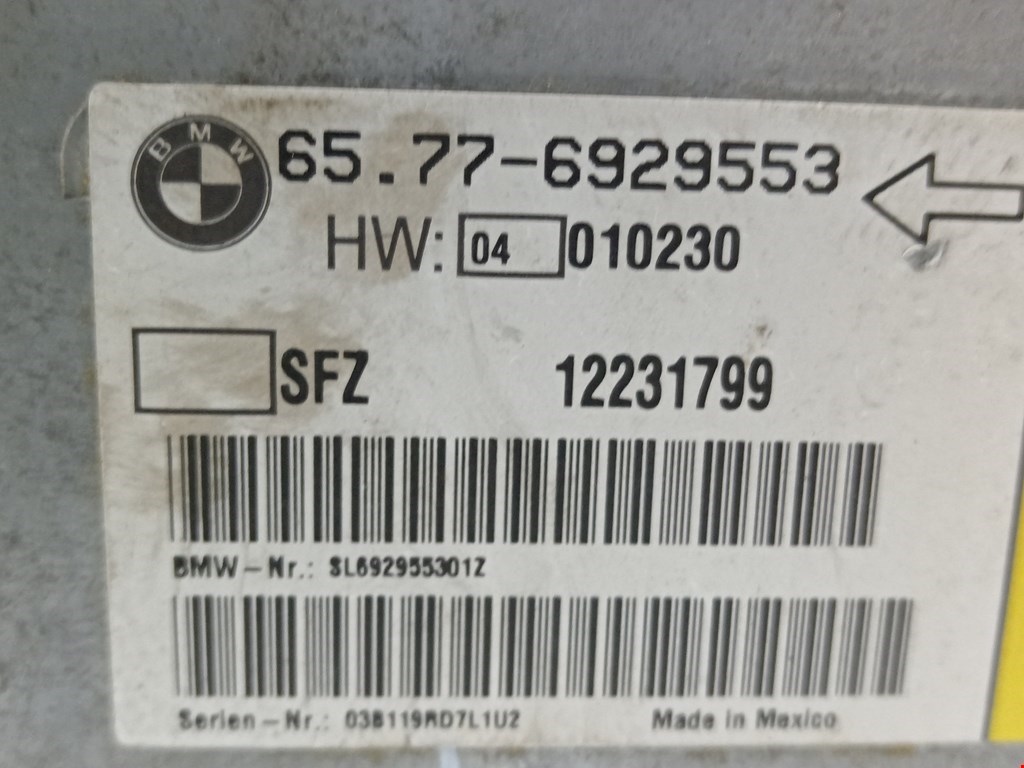 BMW
65.77-6929553
HW: 04 010230
SFZ 12231799
BMW-Nr.: SL692955301Z
Serien-Nr.: 03B119RD7L1U2
Made in Mexico